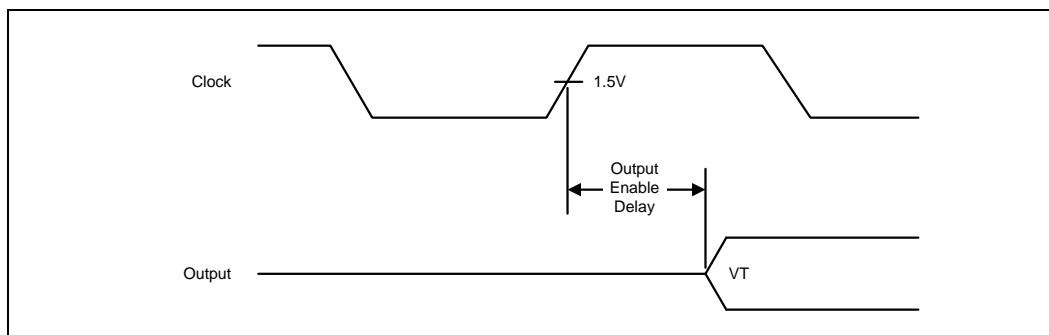 Clock
1.5V
Output
Enable
Delay
Output
VT